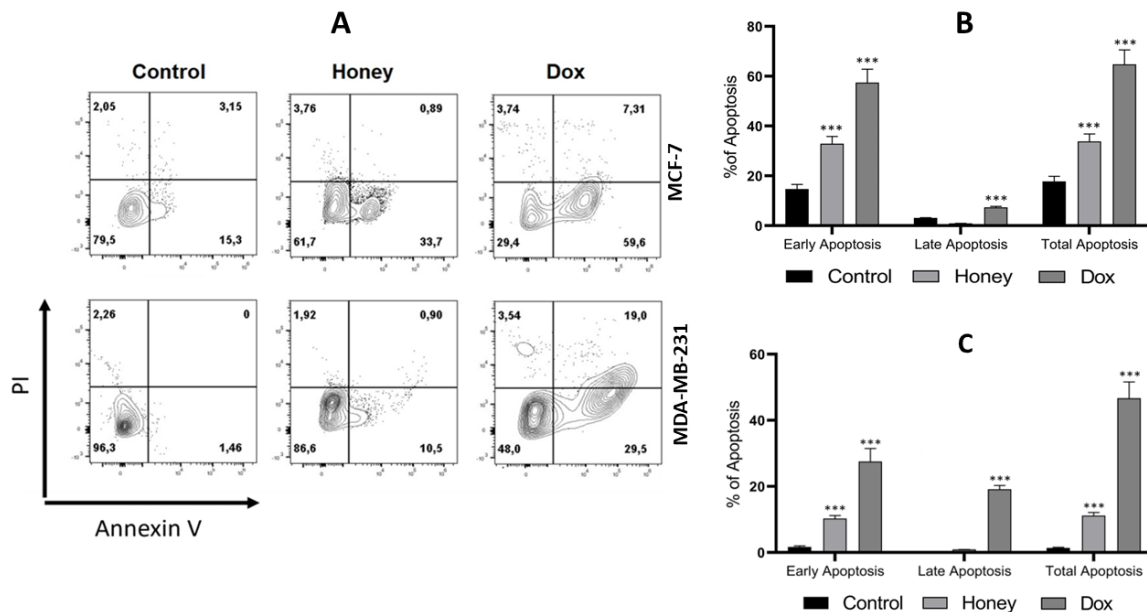 A
Control Honey Dox
2,05 3,15 3,76 0,89 3,74 7,31
79,5 15,3 61,7 33,7 29,4 59,6
MCF-7
2,26 0 1,92 0,90 3,54 19,0
96,3 1,46 86,6 10,5 48,0 29,5
MDA-MB-231
PI
Annexin V
B
%of Apoptosis
80
60
40
20
0
*** *** *** *** ***
Early Apoptosis Late Apoptosis Total Apoptosis
Control Honey Dox
C
% of Apoptosis
60
40
20
0
*** *** *** *** ***
Early Apoptosis Late Apoptosis Total Apoptosis
Control Honey Dox